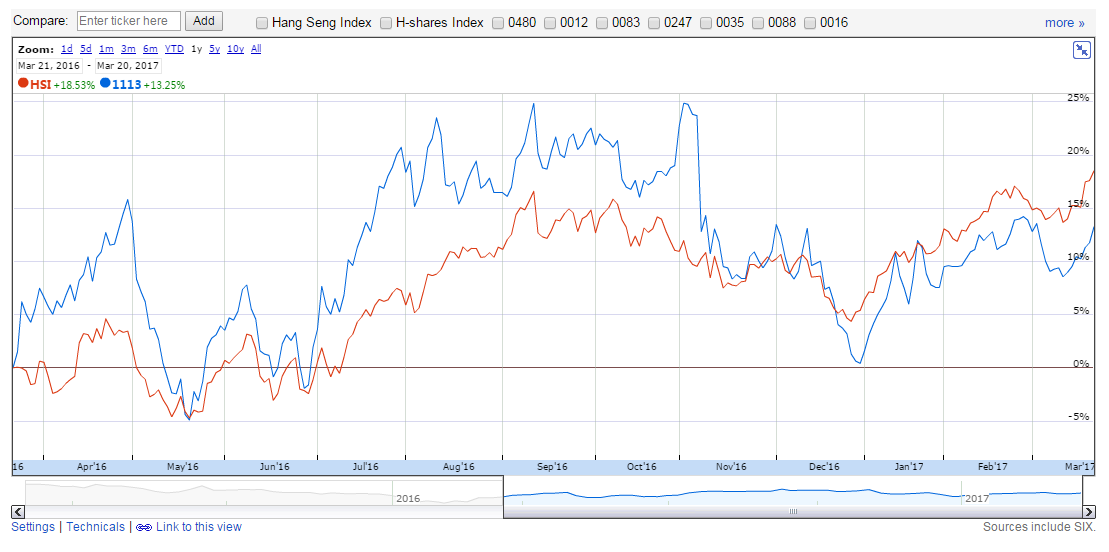 Compare: Enter ticker here Add Hang Seng Index H-shares Index 0480 0012 0083 0247 0035 0088 0016 more »
Zoom: 1d 5d 1m 3m 6m YTD 1y 5y 10y All
Mar 21, 2016 - Mar 20, 2017
HSI +18.53% 1113 +13.25%
25%
20%
15%
10%
5%
0%
-5%
16 Apr'16 May'16 Jun'16 Jul'16 Aug'16 Sep'16 Oct'16 Nov'16 Dec'16 Jan'17 Feb'17 Mar'17
2016 2017
Settings | Technicals | Link to this view Sources include SIX.